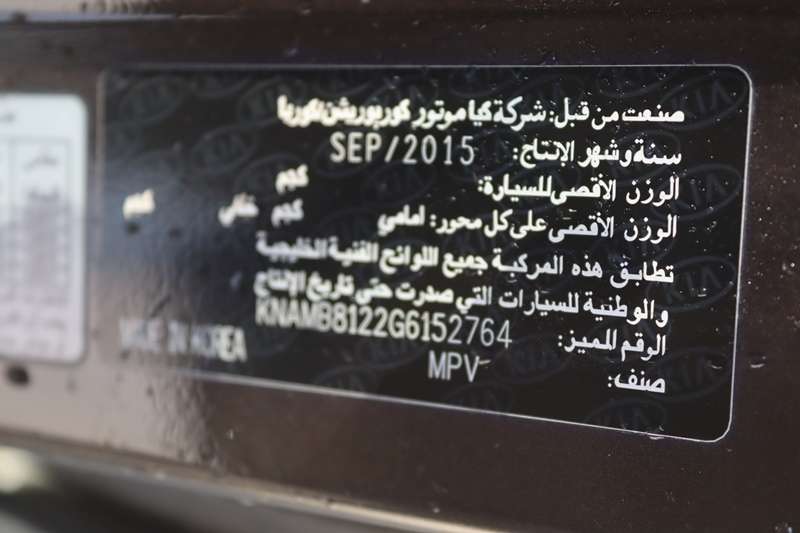 صنعت من قبل: شركة كيا موتور كوربوريشن/كوريا
سنة وشهر الإنتاج: SEP/2015
الوزن الأقصى للسيارة: كجم
الوزن الأقصى على كل محور: امامي كجم خلفي كجم
تطابق هذه المركبة جميع اللوائح الفنية الخليجية
والوطنية للسيارات التي صدرت حتى تاريخ الإنتاج
الرقم المميز: KNAMB8122G6152764
صنف: MPV
MADE IN KOREA